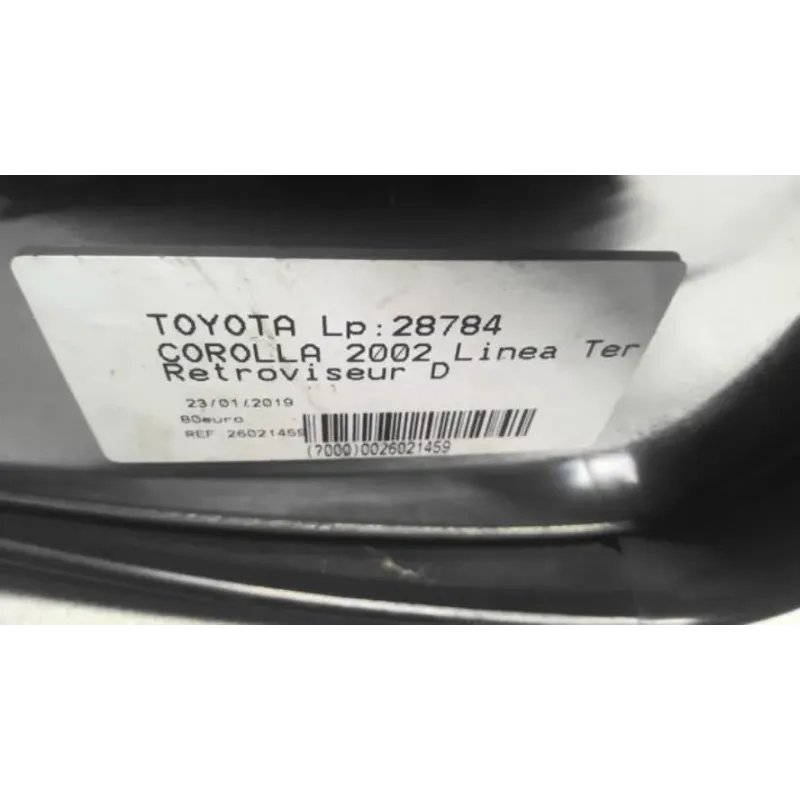 TOYOTA Lp:28784
COROLLA 2002 Linea Ter
Retroviseur D
23/01/2019
80euro
REF 26021459
(7000)0026021459